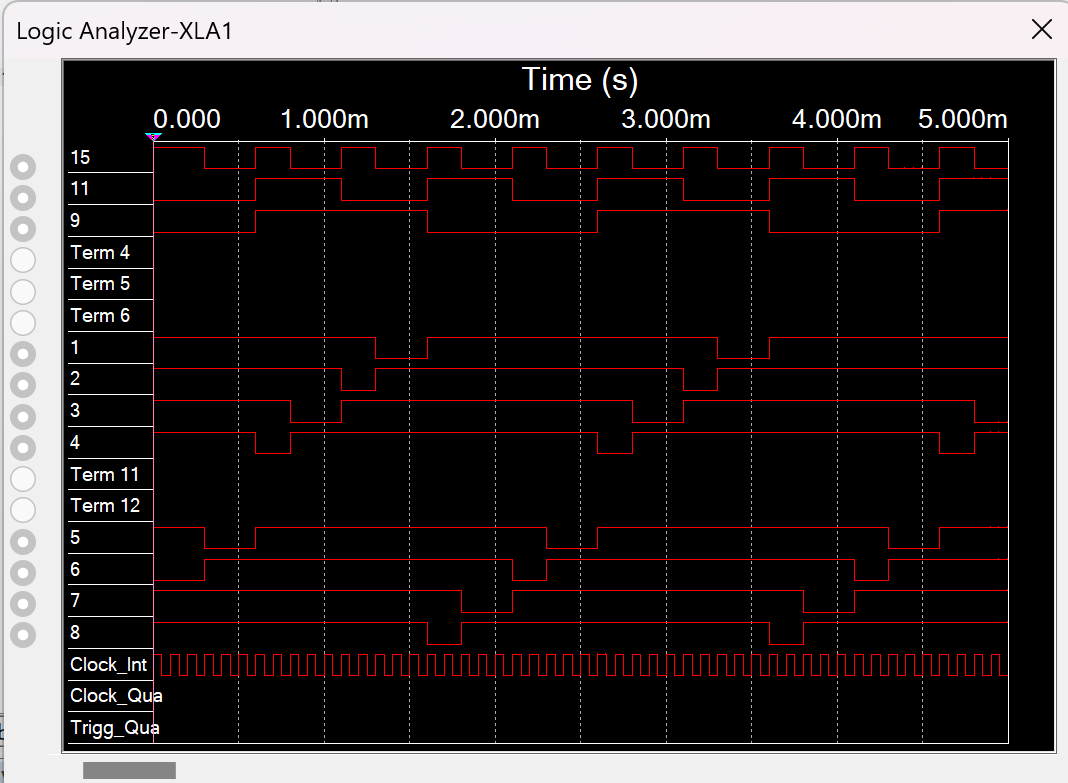 Logic Analyzer-XLA1
Time (s)
0.000 1.000m 2.000m 3.000m 4.000m 5.000m
15
11
9
Term 4
Term 5
Term 6
1
2
3
4
Term 11
Term 12
5
6
7
8
Clock_Int
Clock_Qua
Trigg_Qua